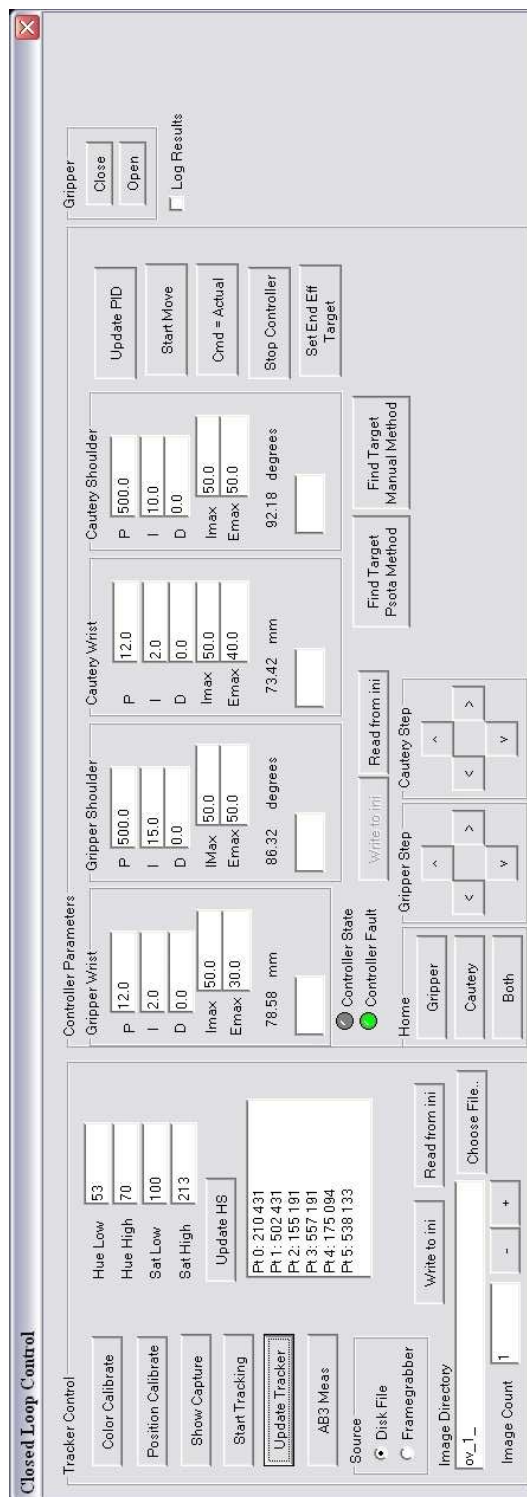 Closed Loop Control
Tracker Control
Color Calibrate
Position Calibrate
Show Capture
Start Tracking
Update Tracker
AB3 Meas
Hue Low 53
Hue High 70
Sat Low 100
Sat High 213
Update HS
Pt 0: 210 431
Pt 1: 502 431
Pt 2: 155 191
Pt 3: 557 191
Pt 4: 175 094
Pt 5: 538 133
Source
Disk File
Framegrabber
Write to ini
Read from ini
Image Directory
ov_1_
Choose File..
Image Count 1 - +
Controller Parameters
Gripper Wrist
P 12.0
I 2.0
D 0.0
Imax 50.0
Emax 30.0
78.58 mm
Gripper Shoulder
P 500.0
I 15.0
D 0.0
IMax 50.0
Emax 50.0
86.32 degrees
Cautery Wrist
P 12.0
I 2.0
D 0.0
Imax 50.0
Emax 40.0
73.42 mm
Cautery Shoulder
P 500.0
I 10.0
D 0.0
Imax 50.0
Emax 50.0
92.18 degrees
Update PID
Start Move
Cmd = Actual
Stop Controller
Set End Eff
Target
Controller State
Controller Fault
Write to ini
Read from ini
Find Target
Psota Method
Find Target
Manual Method
Home
Gripper
Cautery
Both
Gripper Step
^
< >
v
Cautery Step
^
< >
v
Gripper
Close
Open
Log Results